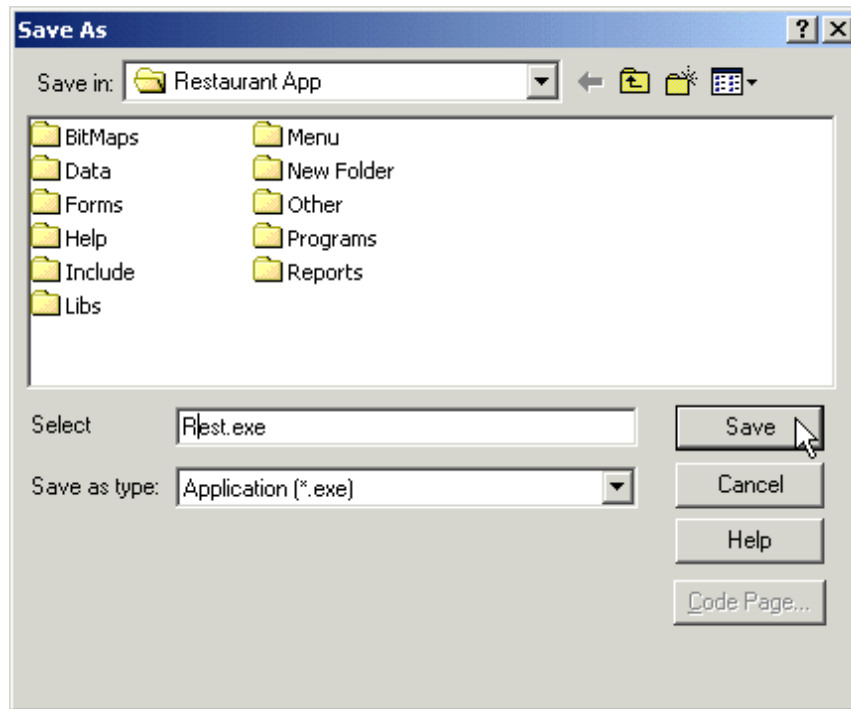 Save As
Save in: Restaurant App
BitMaps Menu
Data New Folder
Forms Other
Help Programs
Include Reports
Libs
Select Rest.exe Save
Save as type: Application (*.exe) Cancel
Help
Code Page...